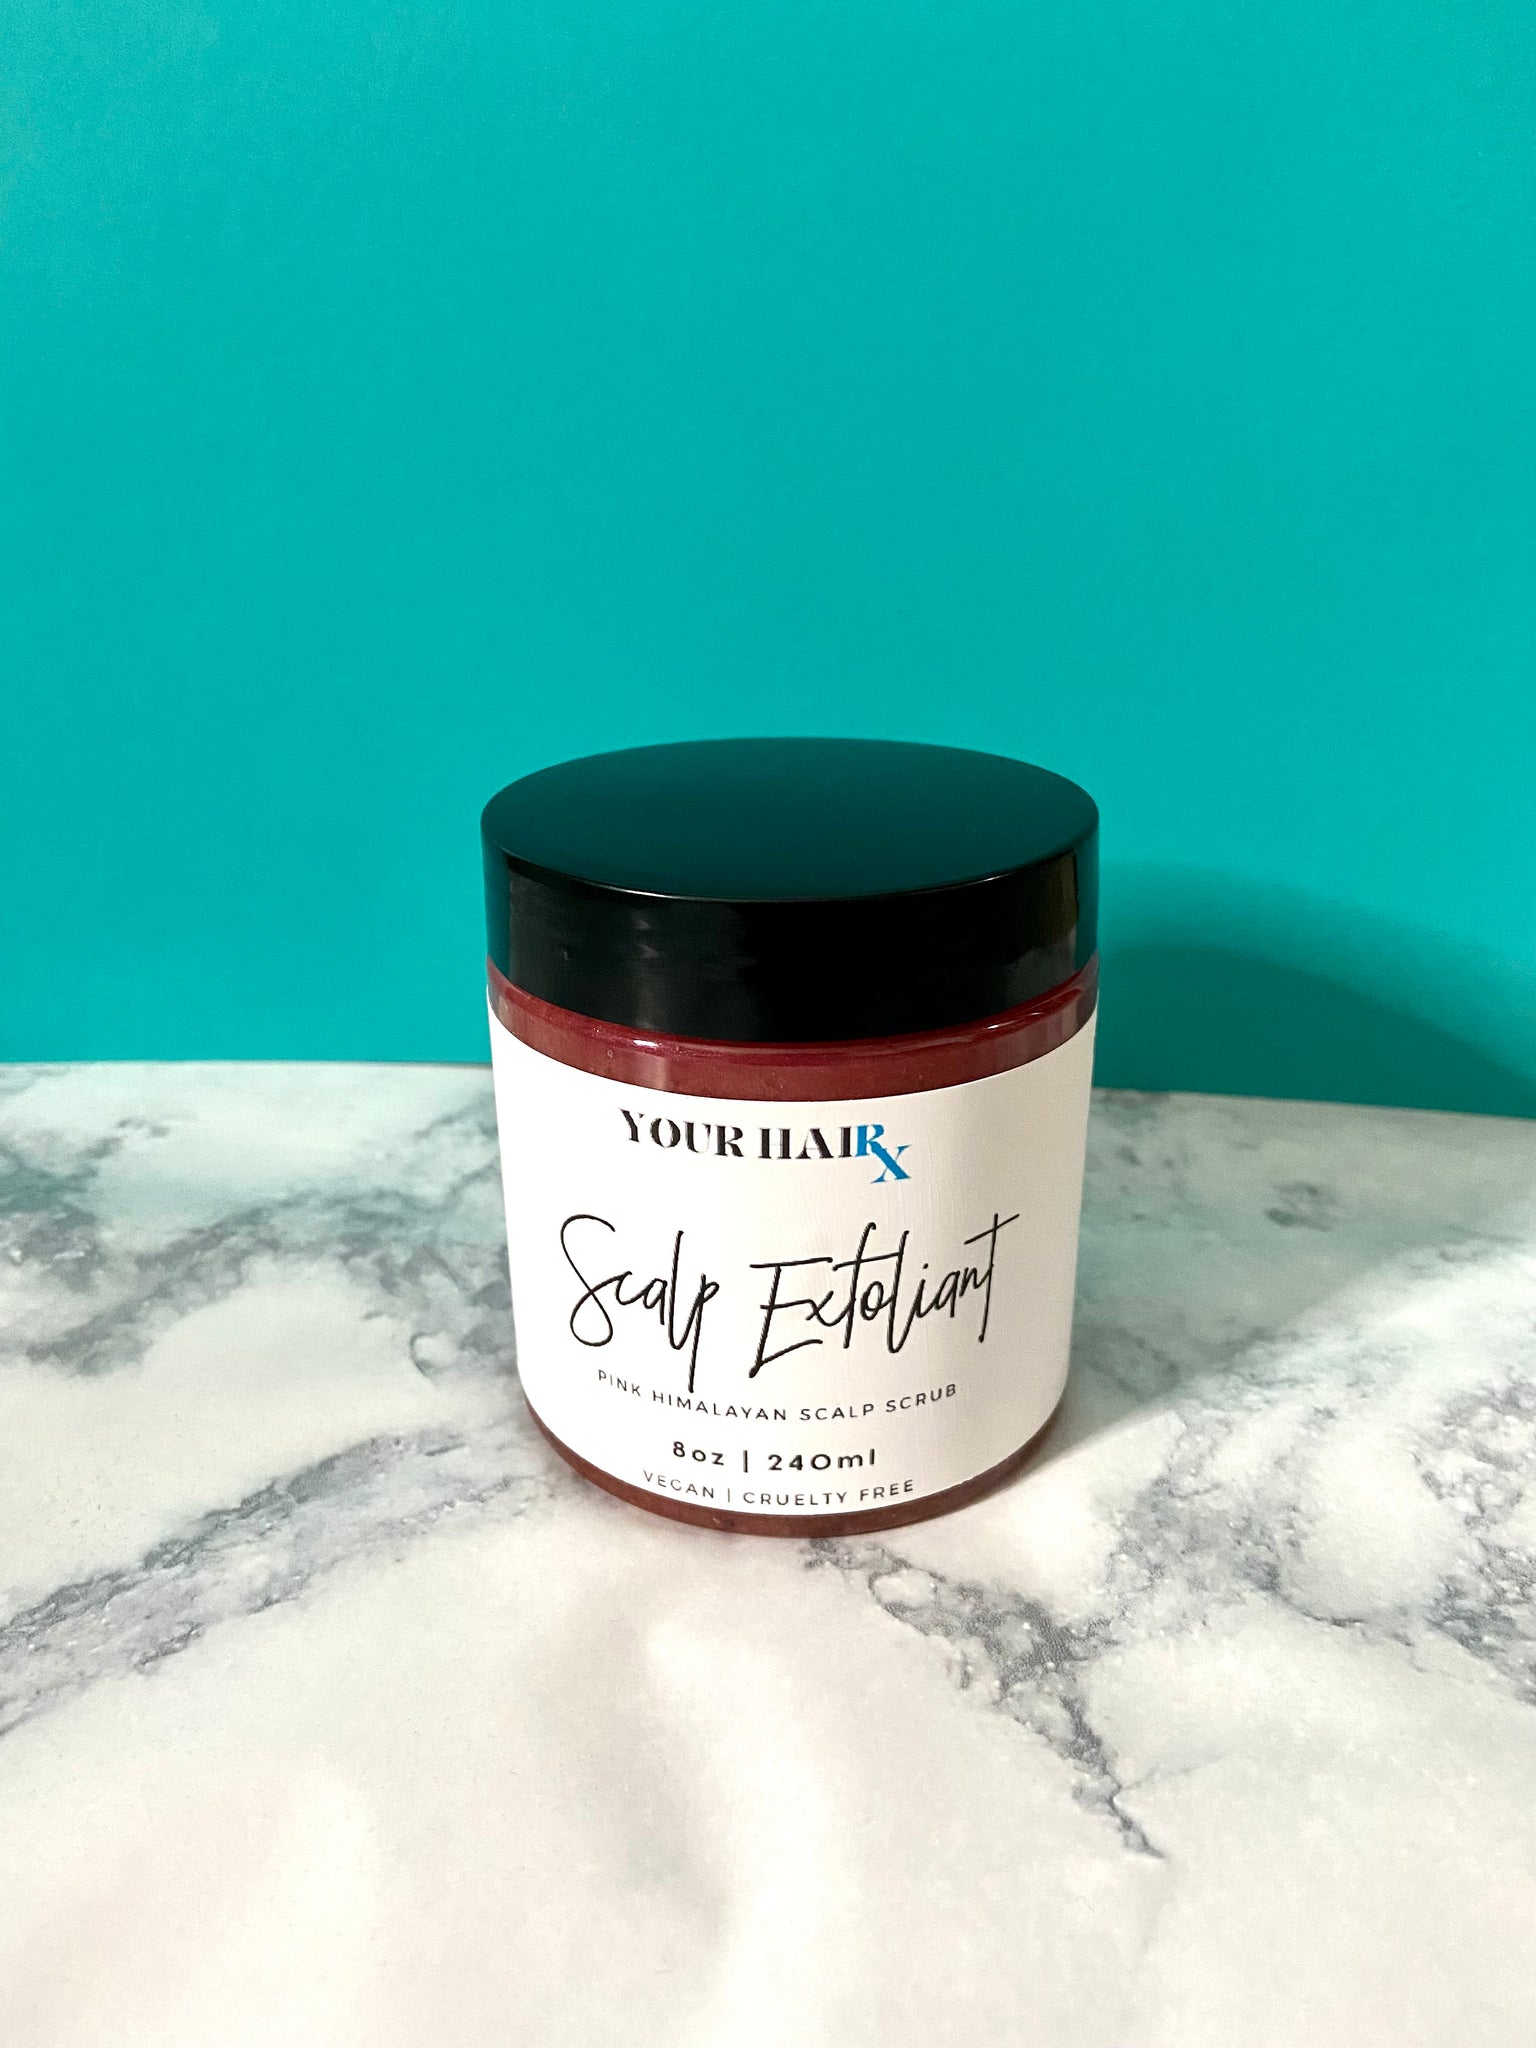 YOUR HAIRX
Scalp Exfoliant
PINK HIMALAYAN SCALP SCRUB
8oz | 240ml
VEGAN | CRUELTY FREE